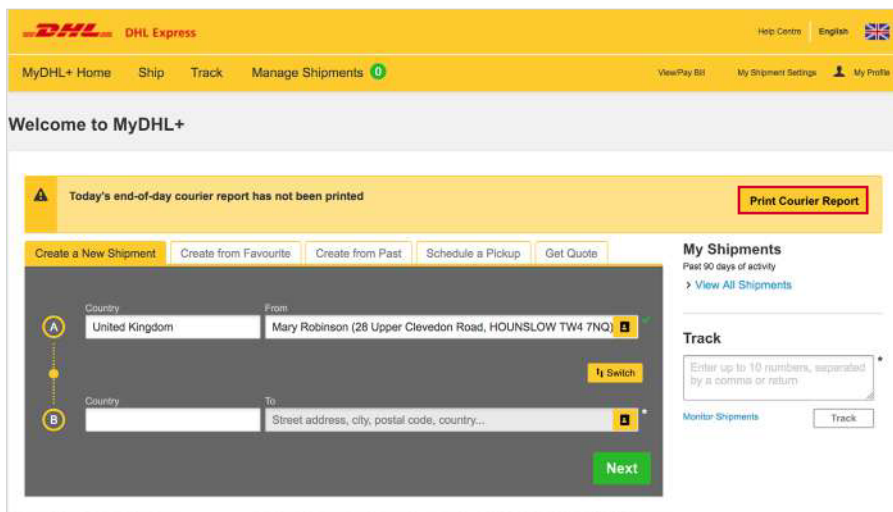 DHL DHL Express
Help Centre English
MyDHL+ Home Ship Track Manage Shipments 0 View/Pay Bill My Shipment Settings My Profile
Welcome to MyDHL+
Today's end-of-day courier report has not been printed
Print Courier Report
Create a New Shipment Create from Favourite Create from Past Schedule a Pickup Get Quote
Country From
A United Kingdom Mary Robinson (28 Upper Clevedon Road, HOUNSLOW TW4 7NQ)
Switch
Country To
B Street address, city, postal code, country... *
Next
My Shipments
Past 90 days of activity
> View All Shipments
Track
Enter up to 10 numbers, separated *
by a comma or return
Monitor Shipments Track